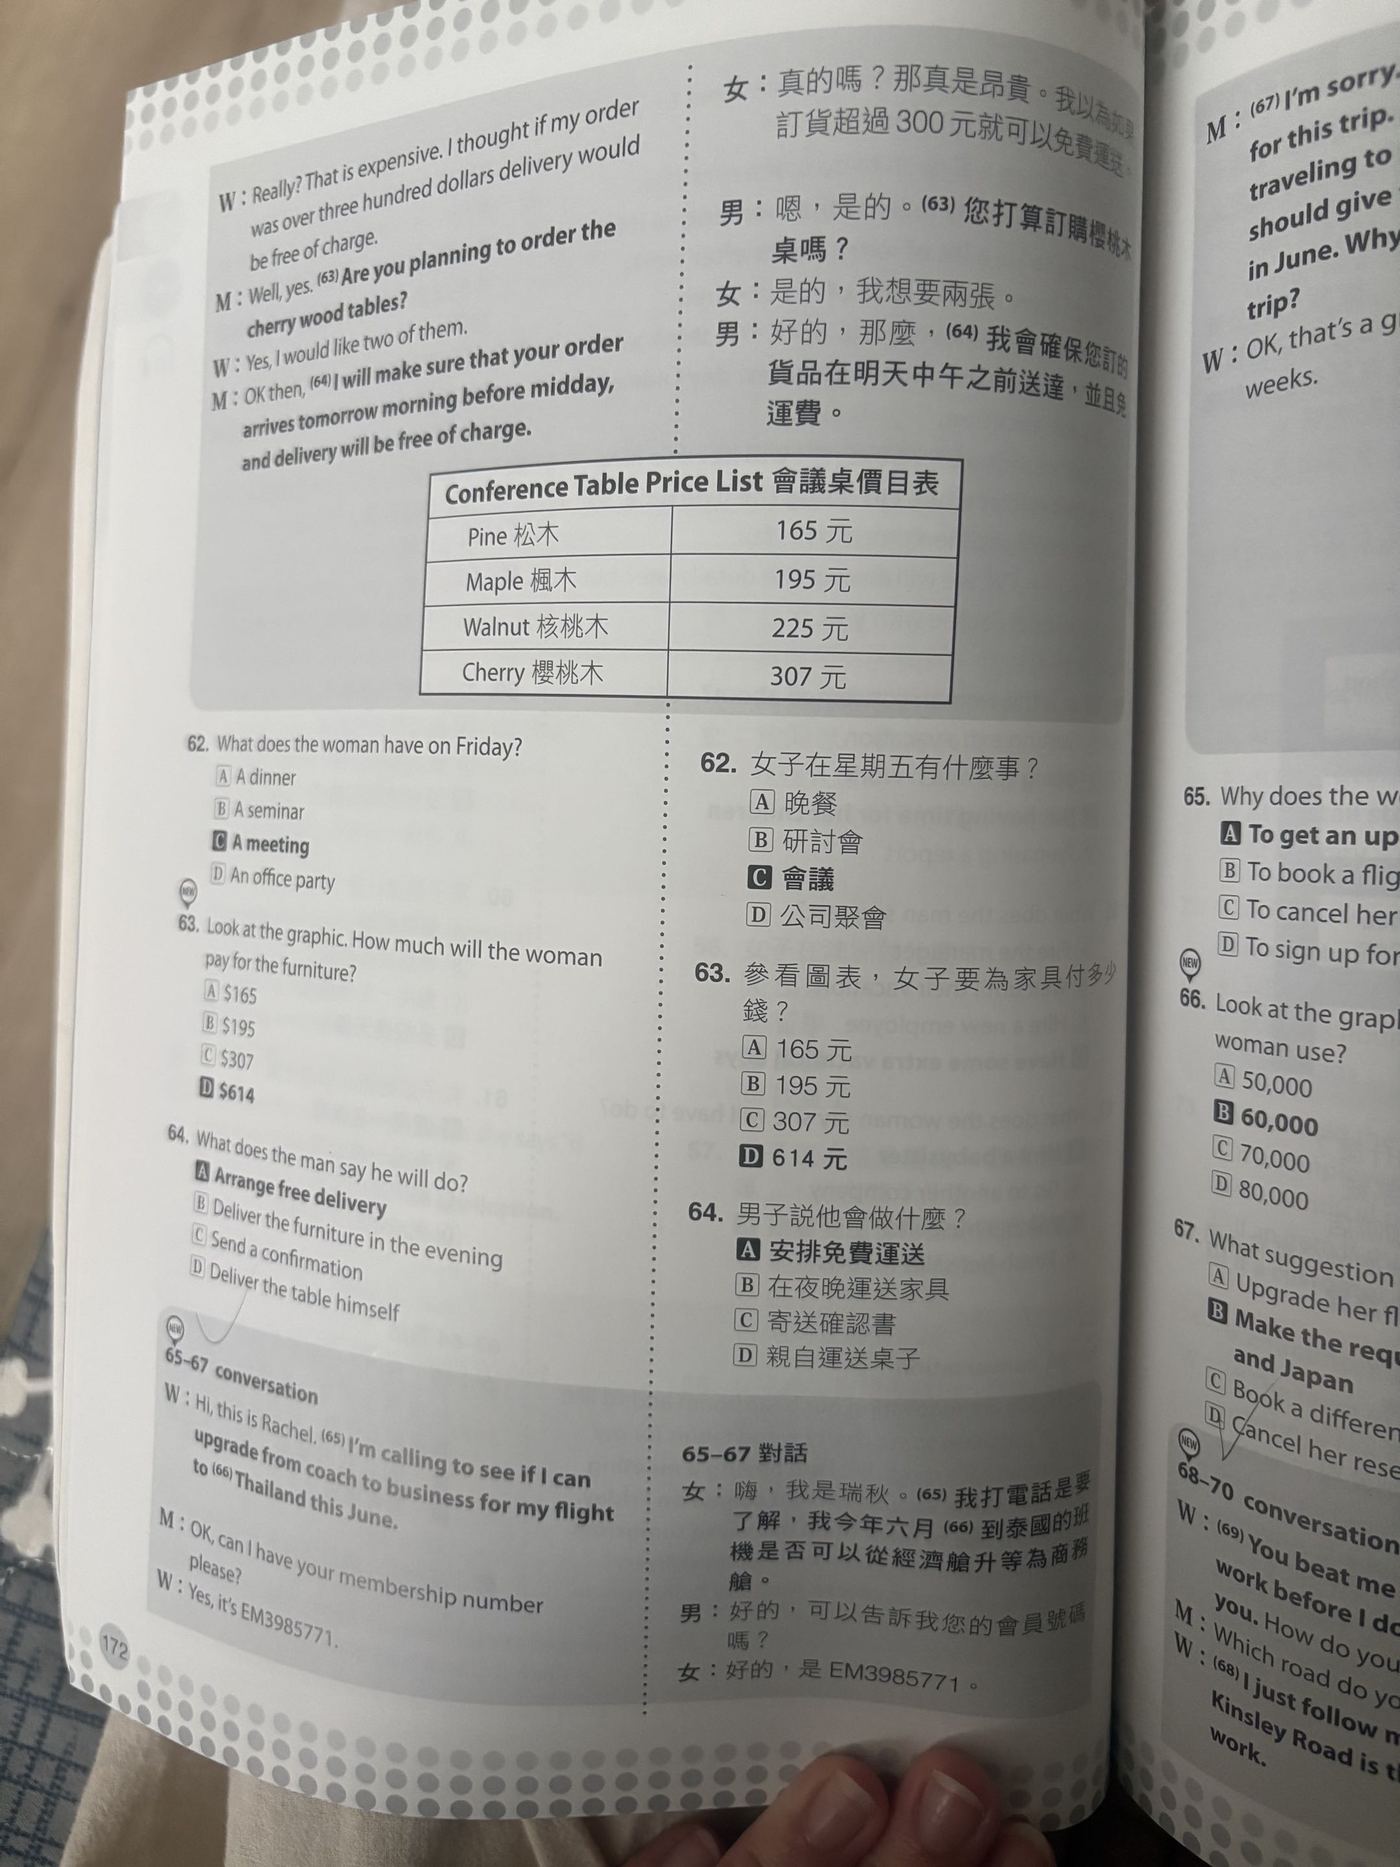 W：Really? That is expensive. I thought if my order
was over three hundred dollars delivery would
be free of charge.
M：Well, yes. (63) Are you planning to order the
cherry wood tables?
W：Yes, I would like two of them.
M：OK then, (64) I will make sure that your order
arrives tomorrow morning before midday,
and delivery will be free of charge.
女：真的嗎？那真是昂貴。我以為如果
訂貨超過 300 元就可以免費運送。
男：嗯，是的。(63) 您打算訂購櫻桃木
桌嗎？
女：是的，我想要兩張。
男：好的，那麼，(64) 我會確保您訂的
貨品在明天中午之前送達，並且免
運費。
Conference Table Price List 會議桌價目表
Pine 松木 165 元
Maple 楓木 195 元
Walnut 核桃木 225 元
Cherry 櫻桃木 307 元
62. What does the woman have on Friday?
A A dinner
B A seminar
C A meeting
D An office party
NEW
63. Look at the graphic. How much will the woman
pay for the furniture?
A $165
B $195
C $307
D $614
64. What does the man say he will do?
A Arrange free delivery
B Deliver the furniture in the evening
C Send a confirmation
D Deliver the table himself
62. 女子在星期五有什麼事？
A 晚餐
B 研討會
C 會議
D 公司聚會
63. 參看圖表，女子要為家具付多少
錢？
A 165 元
B 195 元
C 307 元
D 614 元
64. 男子説他會做什麼？
A 安排免費運送
B 在夜晚運送家具
C 寄送確認書
D 親自運送桌子
NEW
65–67 conversation
W：Hi, this is Rachel. (65) I'm calling to see if I can
upgrade from coach to business for my flight
to (66) Thailand this June.
M：OK, can I have your membership number
please?
W：Yes, it's EM3985771.
65–67 對話
女：嗨，我是瑞秋。(65) 我打電話是要
了解，我今年六月 (66) 到泰國的班
機是否可以從經濟艙升等為商務
艙。
男：好的，可以告訴我您的會員號碼
嗎？
女：好的，是 EM3985771。
172
M：(67) I'm sorry.
for this trip.
traveling to
should give
in June. Why
trip?
W：OK, that's a g
weeks.
65. Why does the w
A To get an up
B To book a flig
C To cancel her
D To sign up for
NEW
66. Look at the grap
woman use?
A 50,000
B 60,000
C 70,000
D 80,000
67. What suggestion
A Upgrade her fl
B Make the requ
and Japan
C Book a differen
D Cancel her rese
NEW
68–70 conversation
W：(69) You beat me
work before I do
you. How do you
M：Which road do yo
W：(68) I just follow m
Kinsley Road is t
work.